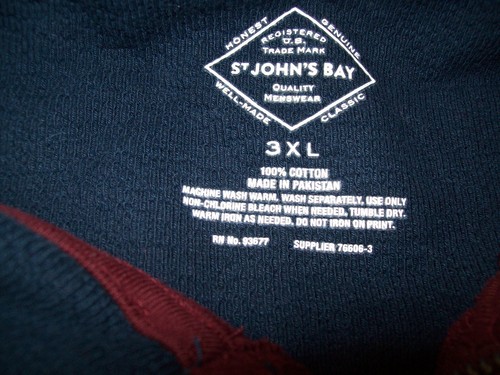 HONEST
GENUINE
REGISTERED
U.S.
TRADE MARK
ST JOHN'S BAY
QUALITY
MENSWEAR
WELL-MADE
CLASSIC
3XL
100% COTTON
MADE IN PAKISTAN
MACHINE WASH WARM. WASH SEPARATELY. USE ONLY
NON-CHLORINE BLEACH WHEN NEEDED. TUMBLE DRY.
WARM IRON AS NEEDED. DO NOT IRON ON PRINT.
RN No. 93677 SUPPLIER 76606-3